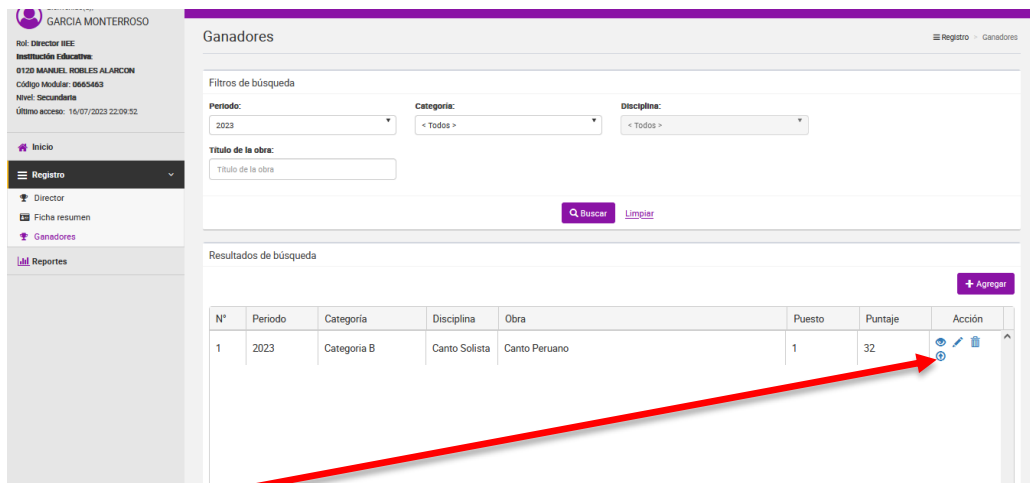 GARCIA MONTERROSO
Rol: Director IIEE
Institución Educativa:
0120 MANUEL ROBLES ALARCON
Código Modular: 0665463
Nivel: Secundaria
Último acceso: 16/07/2023 22:09:52
Inicio
Registro
Director
Ficha resumen
Ganadores
Reportes
Ganadores
Registro > Ganadores
Filtros de búsqueda
Periodo: Categoría: Disciplina:
2023 < Todos > < Todos >
Título de la obra:
Título de la obra
Buscar Limpiar
Resultados de búsqueda
+ Agregar
N° Periodo Categoría Disciplina Obra Puesto Puntaje Acción
1 2023 Categoria B Canto Solista Canto Peruano 1 32